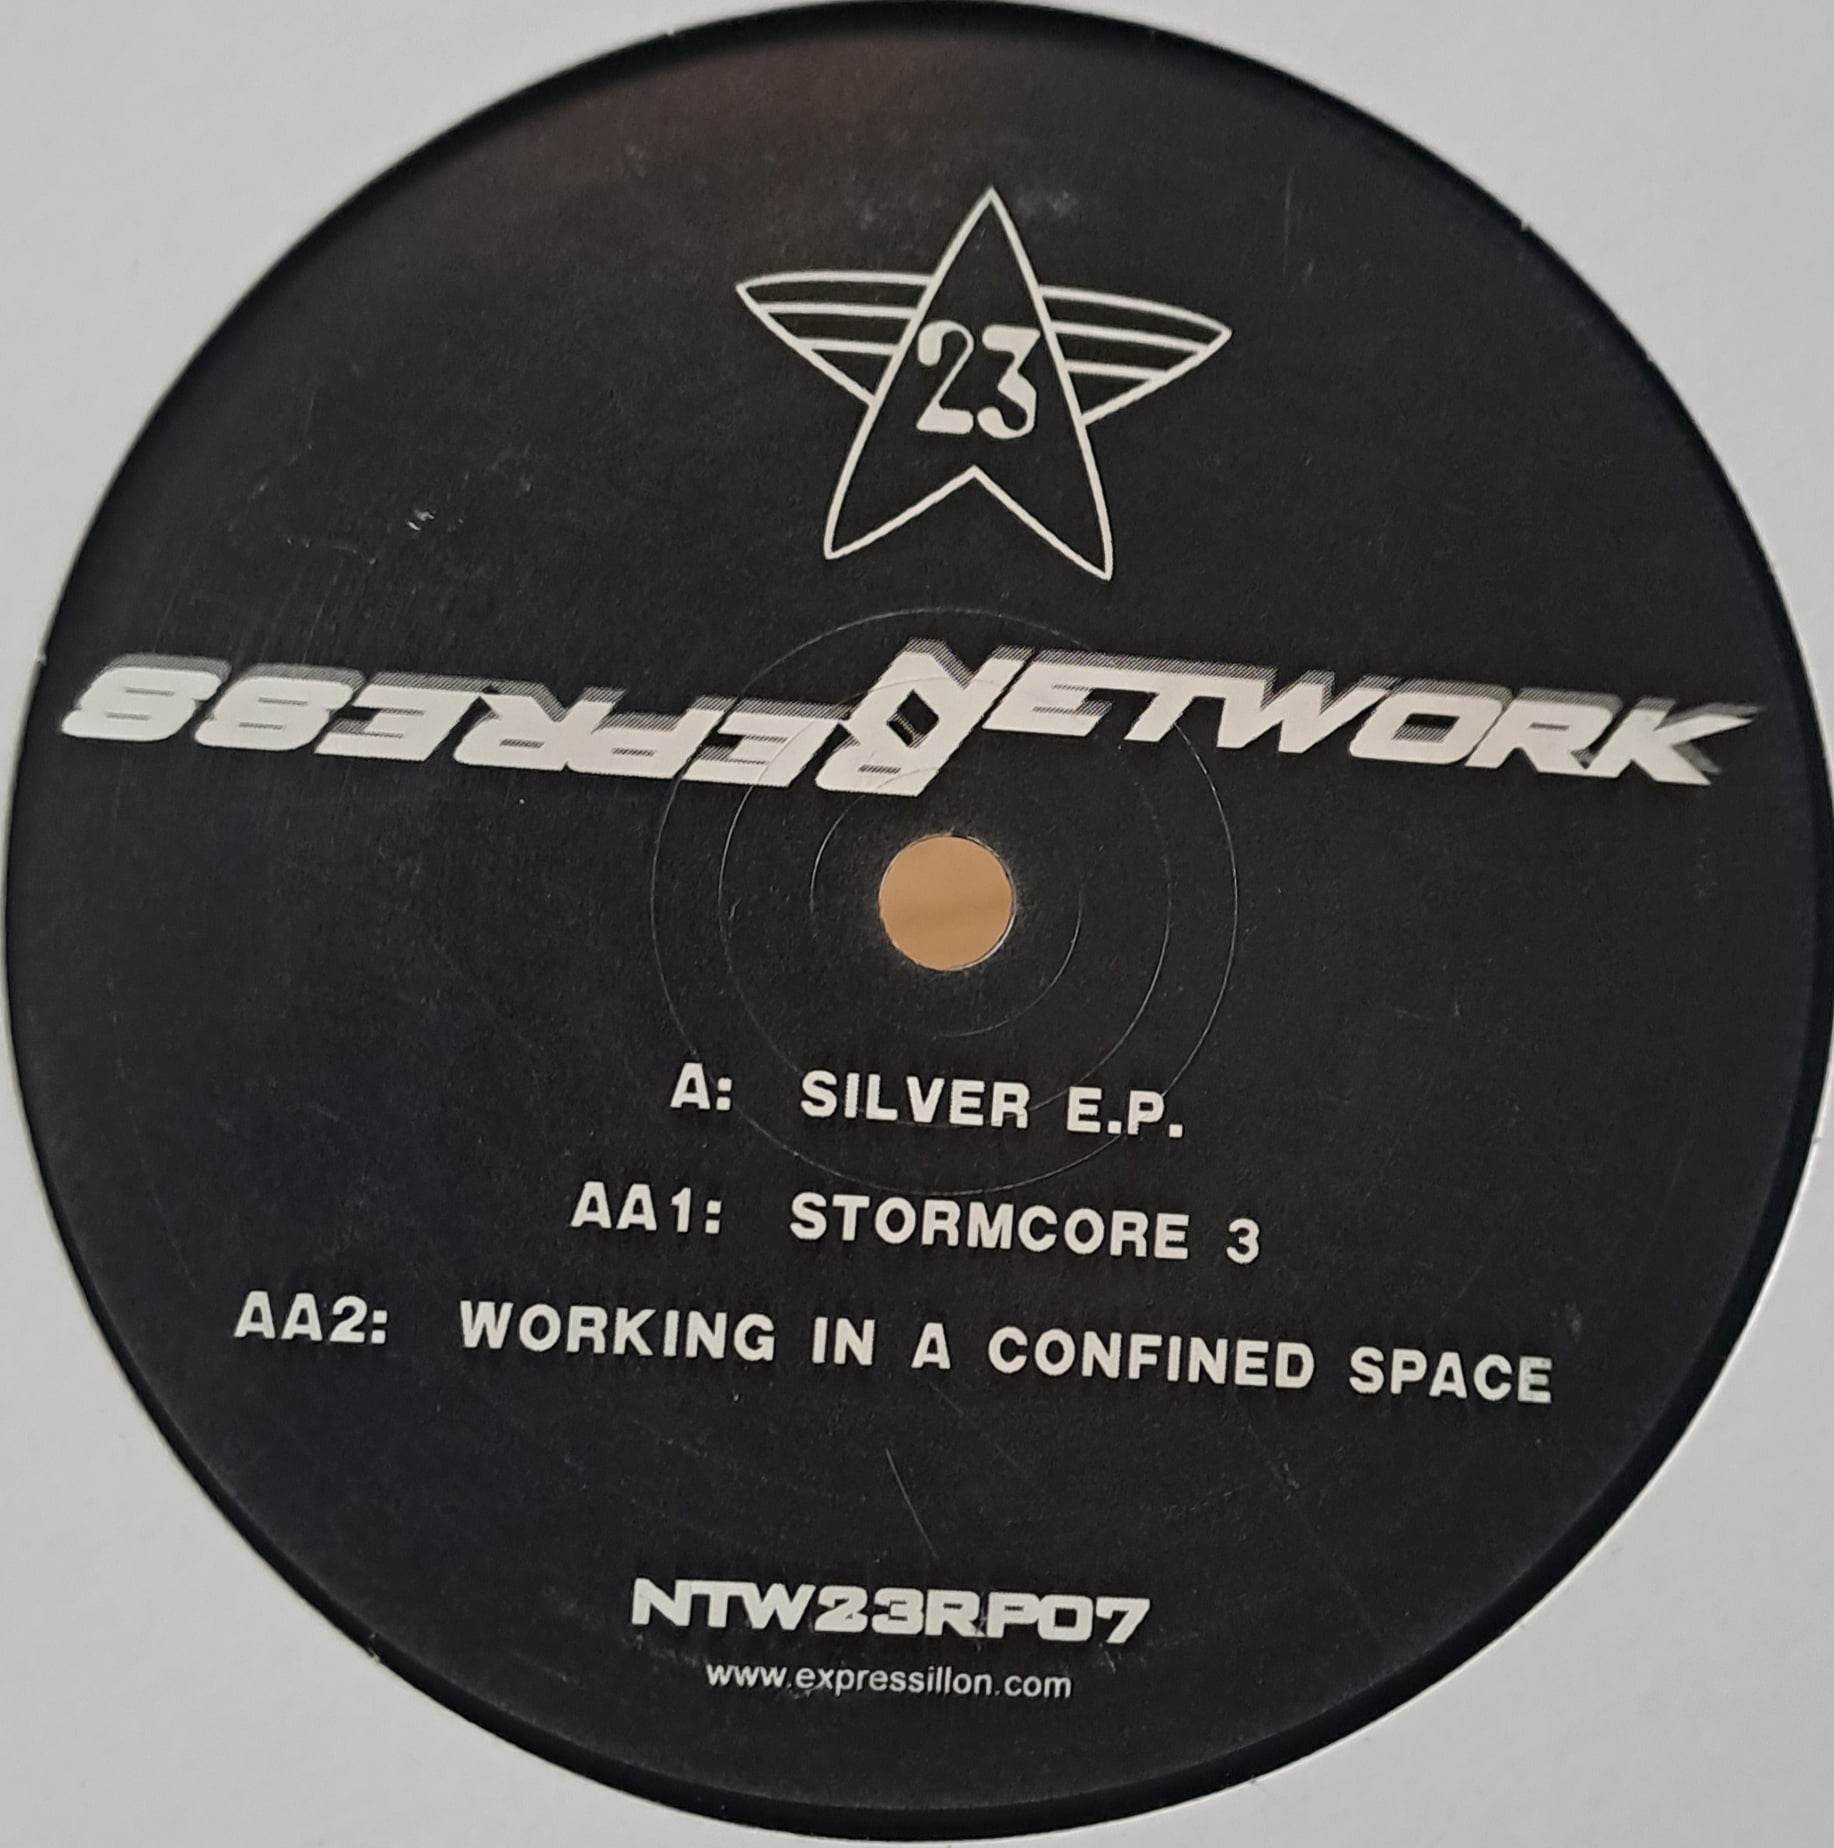 23
REPRESS NETWORK
A: SILVER E.P.
AA1: STORMCORE 3
AA2: WORKING IN A CONFINED SPACE
NTW23RP07
www.expressillon.com